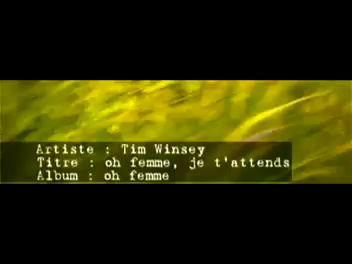 Artiste : Tim Winsey
Titre : oh femme, je t'attends
Album : oh femme